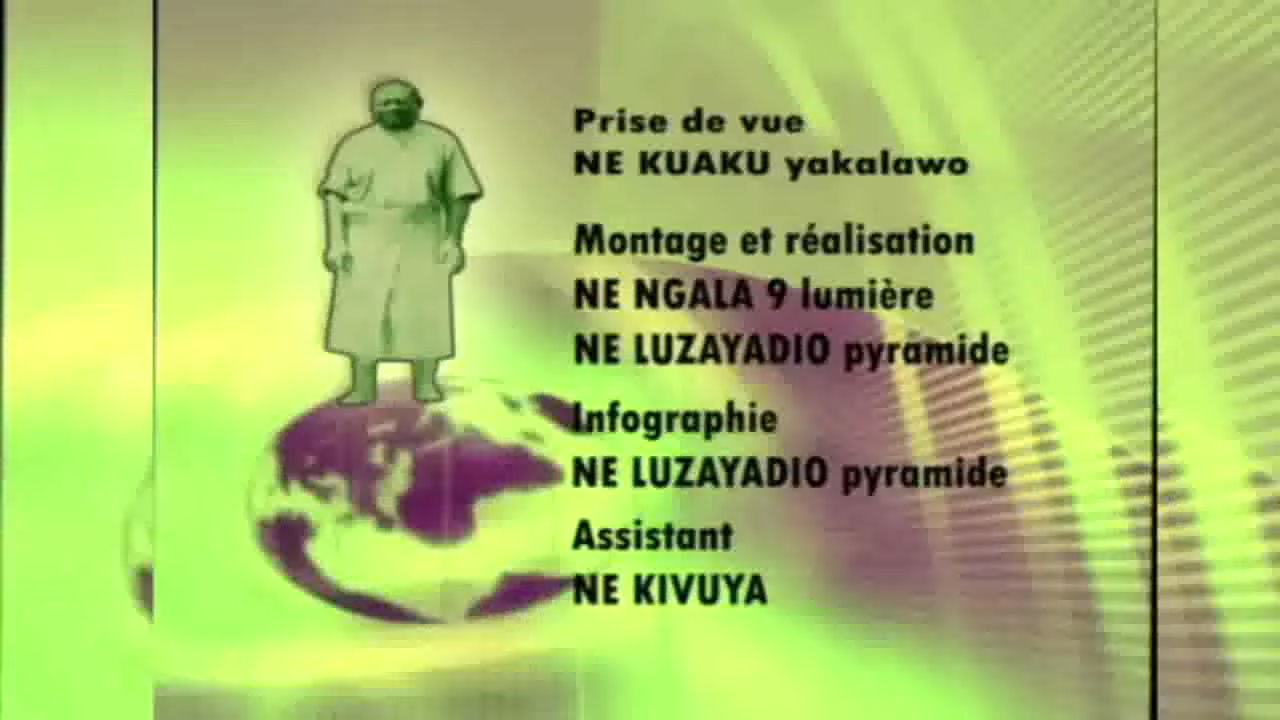 Prise de vue
NE KUAKU yakalawo
Montage et réalisation
NE NGALA 9 lumière
NE LUZAYADIO pyramide
Infographie
NE LUZAYADIO pyramide
Assistant
NE KIVUYA